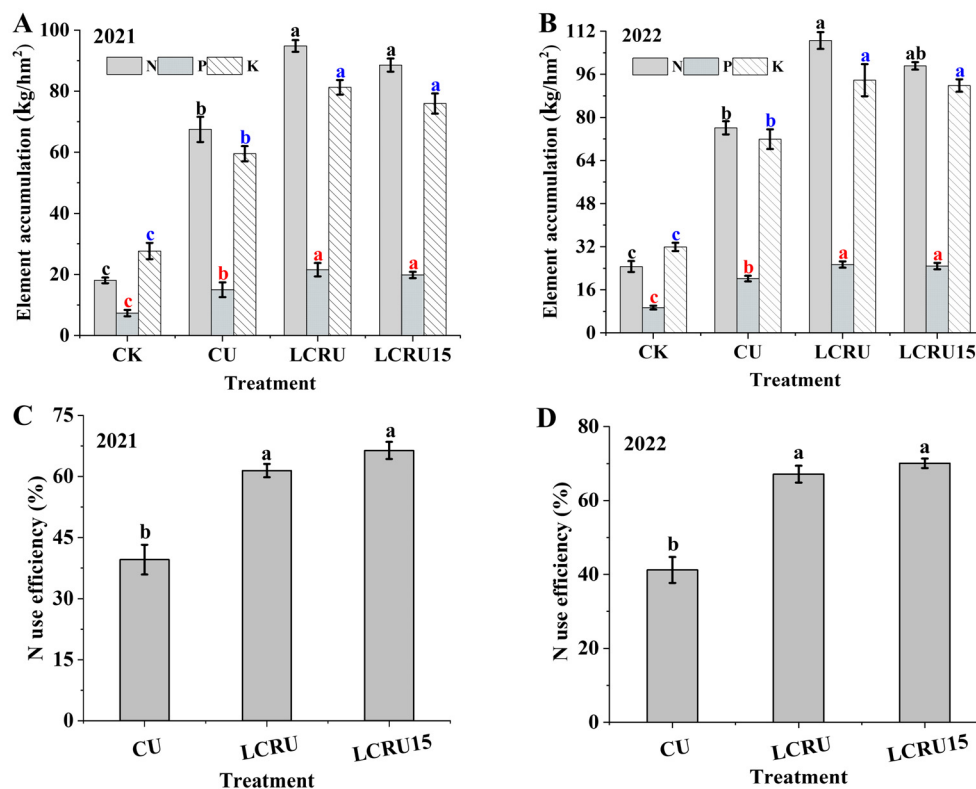 A
2021
N P K
Element accumulation (kg/hm²)
100
80
60
40
20
0
c
c
c
b
b
b
a
a
a
a
a
a
CK CU LCRU LCRU15
Treatment
B
2022
N P K
Element accumulation (kg/hm²)
112
96
80
64
48
32
16
0
c
c
c
b
b
b
a
a
a
ab
a
a
CK CU LCRU LCRU15
Treatment
C
2021
N use efficiency (%)
75
60
45
30
15
0
b
a
a
CU LCRU LCRU15
Treatment
D
2022
N use efficiency (%)
80
60
40
20
0
b
a
a
CU LCRU LCRU15
Treatment